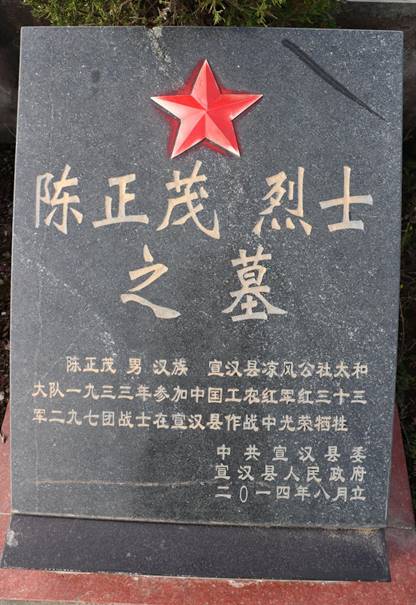 陈正茂 烈士
之墓
陈正茂 男 汉族 宣汉县凉风公社太和
大队一九三三年参加中国工农红军红三十三
军二九七团战士在宣汉县作战中光荣牺牲
中共宣汉县委
宣汉县人民政府
二〇一四年八月立